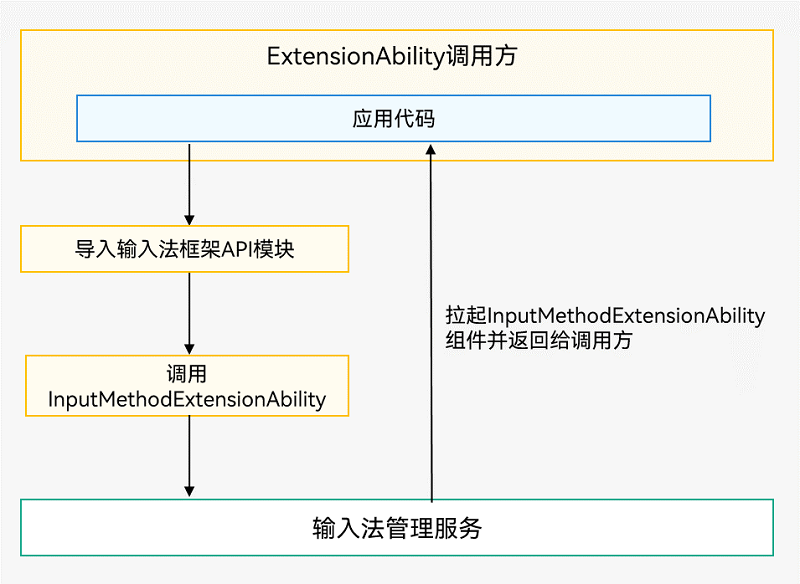 ExtensionAbility调用方
应用代码
导入输入法框架API模块
调用
InputMethodExtensionAbility
拉起InputMethodExtensionAbility
组件并返回给调用方
输入法管理服务